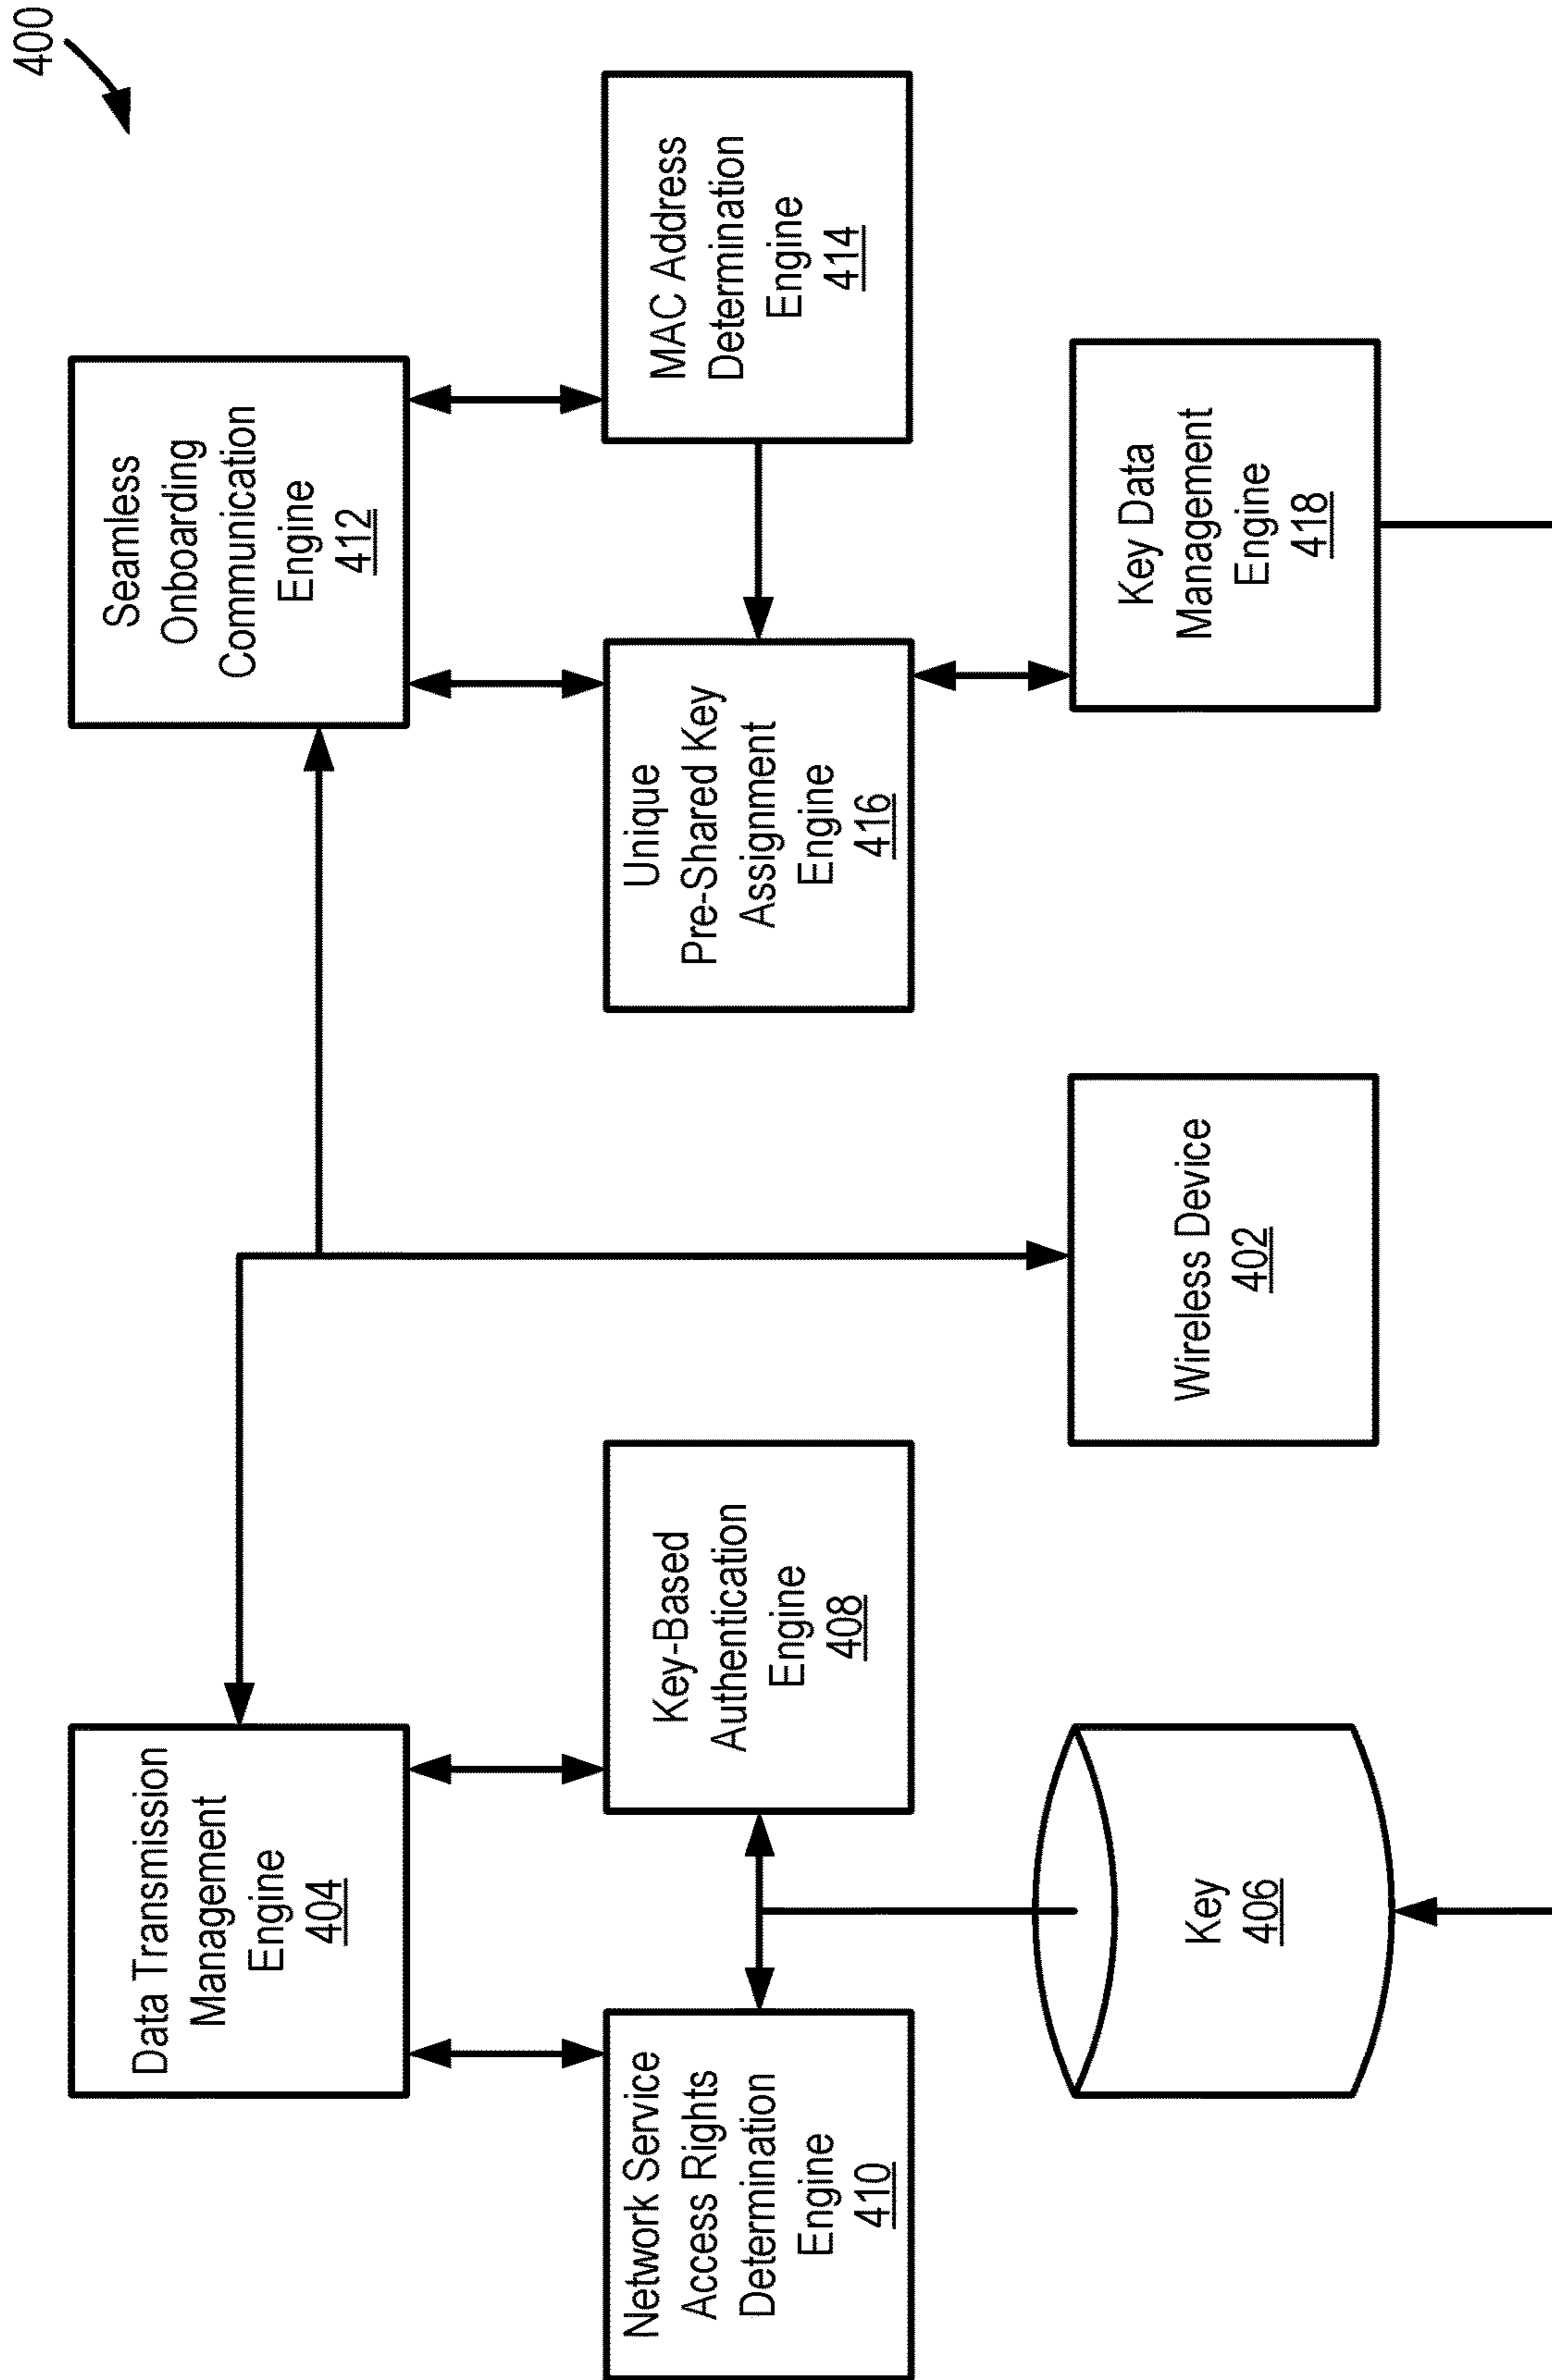 400
Data Transmission
Management
Engine
404
Seamless
Onboarding
Communication
Engine
412
Network Service
Access Rights
Determination
Engine
410
Key-Based
Authentication
Engine
408
Unique
Pre-Shared Key
Assignment
Engine
416
MAC Address
Determination
Engine
414
Key
406
Wireless Device
402
Key Data
Management
Engine
418